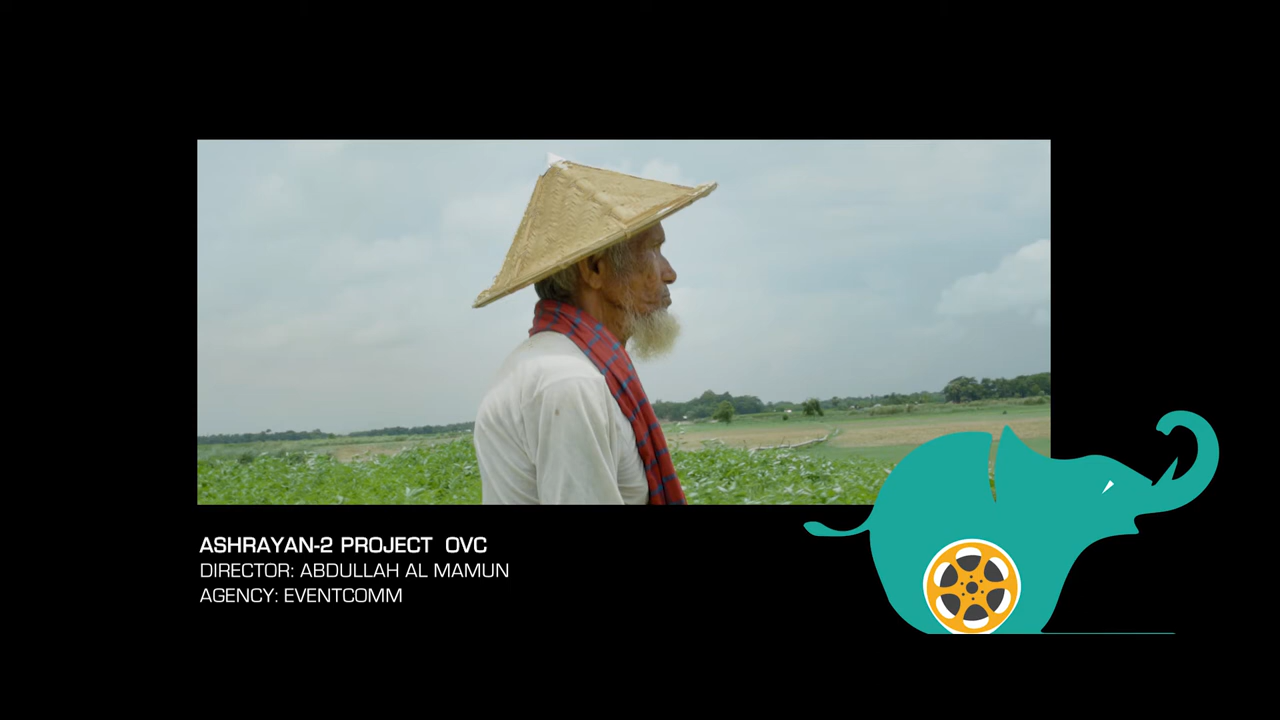 ASHRAYAN-2 PROJECT OVC
DIRECTOR: ABDULLAH AL MAMUN
AGENCY: EVENTCOMM